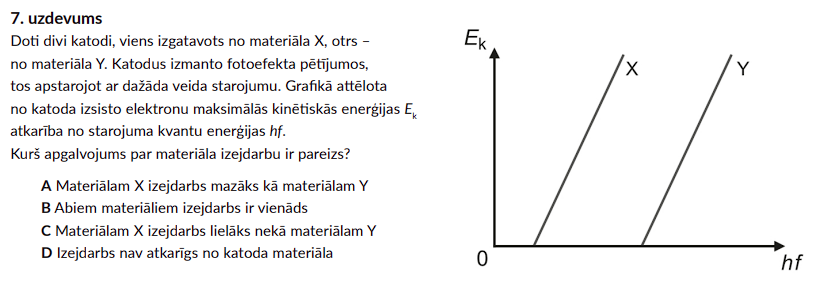 7. uzdevums
Doti divi katodi, viens izgatavots no materiāla X, otrs –
no materiāla Y. Katodus izmanto fotoefekta pētījumos,
tos apstarojot ar dažāda veida starojumu. Grafikā attēlota
no katoda izsisto elektronu maksimālās kinētiskās enerģijas Eₖ
atkarība no starojuma kvantu enerģijas hf.
Kurš apgalvojums par materiāla izejdarbu ir pareizs?
A Materiālam X izejdarbs mazāks kā materiālam Y
B Abiem materiāliem izejdarbs ir vienāds
C Materiālam X izejdarbs lielāks nekā materiālam Y
D Izejdarbs nav atkarīgs no katoda materiāla
Eₖ
X
Y
0
hf